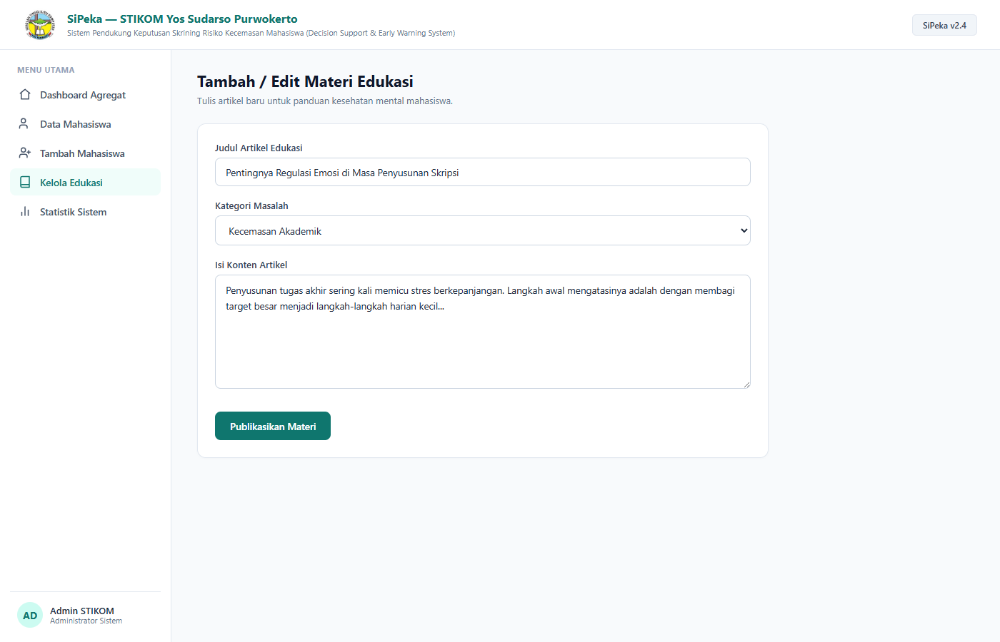 SiPeka — STIKOM Yos Sudarso Purwokerto
Sistem Pendukung Keputusan Skrining Risiko Kecemasan Mahasiswa (Decision Support & Early Warning System)
SiPeka v2.4
MENU UTAMA
Dashboard Agregat
Data Mahasiswa
Tambah Mahasiswa
Kelola Edukasi
Statistik Sistem
Tambah / Edit Materi Edukasi
Tulis artikel baru untuk panduan kesehatan mental mahasiswa.
Judul Artikel Edukasi
Pentingnya Regulasi Emosi di Masa Penyusunan Skripsi
Kategori Masalah
Kecemasan Akademik
Isi Konten Artikel
Penyusunan tugas akhir sering kali memicu stres berkepanjangan. Langkah awal mengatasinya adalah dengan membagi
target besar menjadi langkah-langkah harian kecil...
Publikasikan Materi
AD
Admin STIKOM
Administrator Sistem